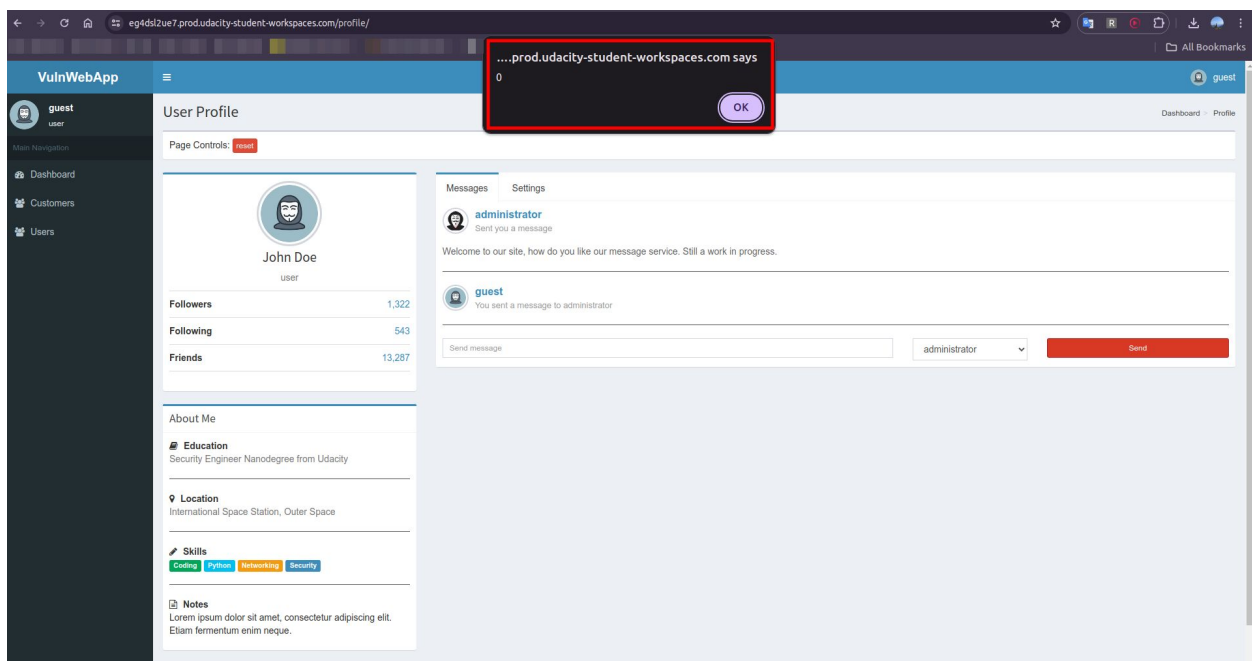 eg4dsl2ue7.prod.udacity-student-workspaces.com/profile/
All Bookmarks
....prod.udacity-student-workspaces.com says
0
OK
VulnWebApp
guest
guest
user
Main Navigation
Dashboard
Customers
Users
User Profile
Dashboard > Profile
Page Controls: reset
John Doe
user
Followers 1,322
Following 543
Friends 13,287
About Me
Education
Security Engineer Nanodegree from Udacity
Location
International Space Station, Outer Space
Skills
Coding Python Networking Security
Notes
Lorem ipsum dolor sit amet, consectetur adipiscing elit.
Etiam fermentum enim neque.
Messages Settings
administrator
Sent you a message
Welcome to our site, how do you like our message service. Still a work in progress.
guest
You sent a message to administrator
Send message administrator Send